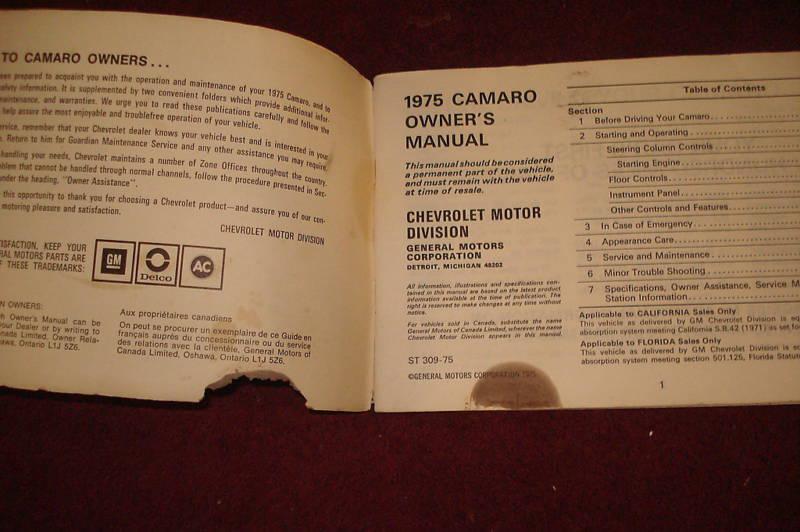 TO CAMARO OWNERS...
been prepared to acquaint you with the operation and maintenance of your 1975 Camaro, and to
safety information. It is supplemented by two convenient folders which provide additional infor-
maintenance, and warranties. We urge you to read these publications carefully and follow the
help assure the most enjoyable and troublefree operation of your vehicle.
service, remember that your Chevrolet dealer knows your vehicle best and is interested in your
Return to him for Guardian Maintenance Service and any other assistance you may require.
handling your needs, Chevrolet maintains a number of Zone Offices throughout the country.
that cannot be handled through normal channels, follow the procedure presented in Sec-
under the heading, "Owner Assistance".
this opportunity to thank you for choosing a Chevrolet product—and assure you of our con-
motoring pleasure and satisfaction.
CHEVROLET MOTOR DIVISION
KEEP YOUR
MOTORS PARTS ARE
THESE TRADEMARKS:
GM
Delco
AC
OWNERS:
Owner's Manual can be
your Dealer or by writing to
Limited, Owner Rela-
Ontario L1J 5Z6.
Aux propriétaires canadiens
On peut se procurer un exemplaire de ce Guide en
français auprès du concessionnaire ou du service
des relations avec la clientèle, General Motors of
Canada Limited, Oshawa, Ontario L1J 5Z6.
1975 CAMARO
OWNER'S
MANUAL
This manual should be considered
a permanent part of the vehicle,
and must remain with the vehicle
at time of resale.
CHEVROLET MOTOR
DIVISION
GENERAL MOTORS
CORPORATION
DETROIT, MICHIGAN 48202
All information, illustrations and specifications con-
tained in this manual are based on the latest product
information available at the time of publication. The
right is reserved to make changes at any time without
notice.
For vehicles sold in Canada, substitute the name
General Motors of Canada Limited, wherever the name
Chevrolet Motor Division appears in this manual.
ST 309-75
©GENERAL MOTORS CORPORATION 1975
Table of Contents
Section
1 Before Driving Your Camaro
2 Starting and Operating
Steering Column Controls
Starting Engine
Floor Controls
Instrument Panel
Other Controls and Features
3 In Case of Emergency
4 Appearance Care
5 Service and Maintenance
6 Minor Trouble Shooting
7 Specifications, Owner Assistance, Service M
Station Information
Applicable to CALIFORNIA Sales Only
This vehicle as delivered by GM Chevrolet Division is
absorption system meeting California S.B.42 (1971) as set
Applicable to FLORIDA Sales Only
This vehicle as delivered by GM Chevrolet Division is
absorption system meeting section 501.125, Florida
1